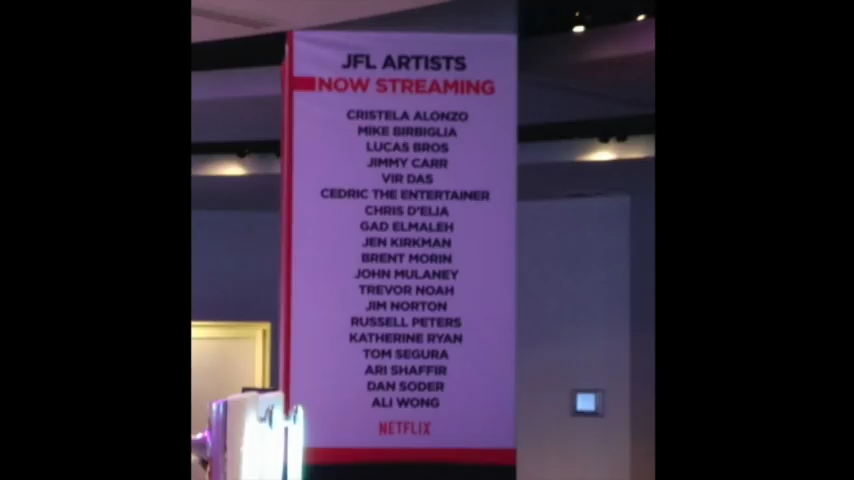 JFL ARTISTS
NOW STREAMING
CRISTELA ALONZO
MIKE BIRBIGLIA
LUCAS BROS
JIMMY CARR
VIR DAS
CEDRIC THE ENTERTAINER
CHRIS D'ELIA
GAD ELMALEH
JEN KIRKMAN
BRENT MORIN
JOHN MULANEY
TREVOR NOAH
JIM NORTON
RUSSELL PETERS
KATHERINE RYAN
TOM SEGURA
ARI SHAFFIR
DAN SODER
ALI WONG
NETFLIX